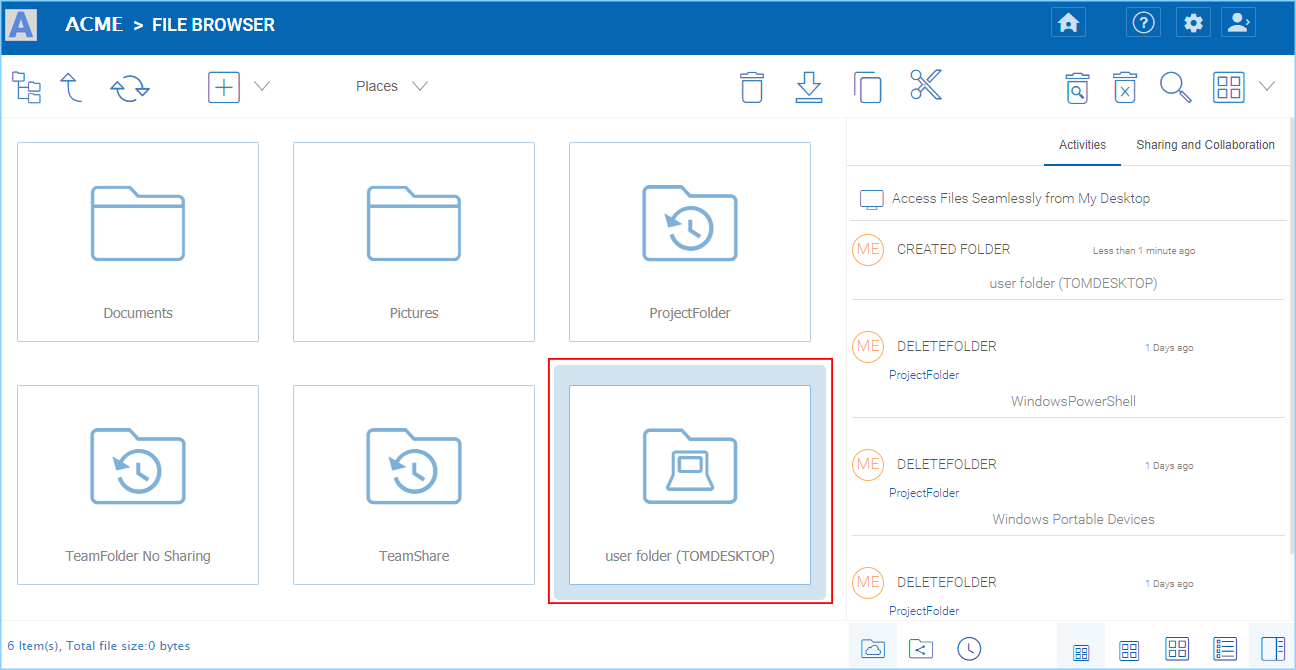 A ACME > FILE BROWSER
?
Places
Activities Sharing and Collaboration
Access Files Seamlessly from My Desktop
Documents
Pictures
ProjectFolder
TeamFolder No Sharing
TeamShare
user folder (TOMDESKTOP)
ME CREATED FOLDER Less than 1 minute ago
user folder (TOMDESKTOP)
ME DELETEFOLDER 1 Days ago
ProjectFolder
WindowsPowerShell
ME DELETEFOLDER 1 Days ago
ProjectFolder
Windows Portable Devices
ME DELETEFOLDER 1 Days ago
ProjectFolder
6 Item(s), Total file size:0 bytes